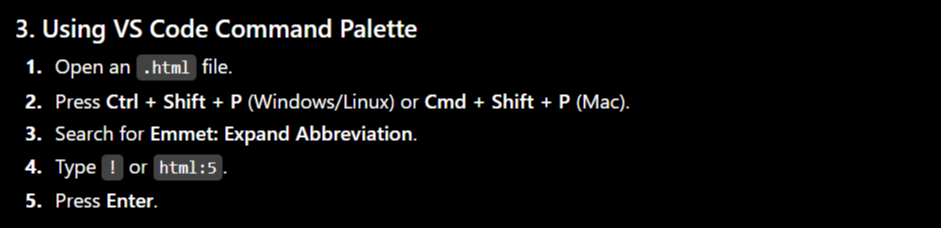 3. Using VS Code Command Palette
1. Open an .html file.
2. Press Ctrl + Shift + P (Windows/Linux) or Cmd + Shift + P (Mac).
3. Search for Emmet: Expand Abbreviation.
4. Type ! or html:5.
5. Press Enter.